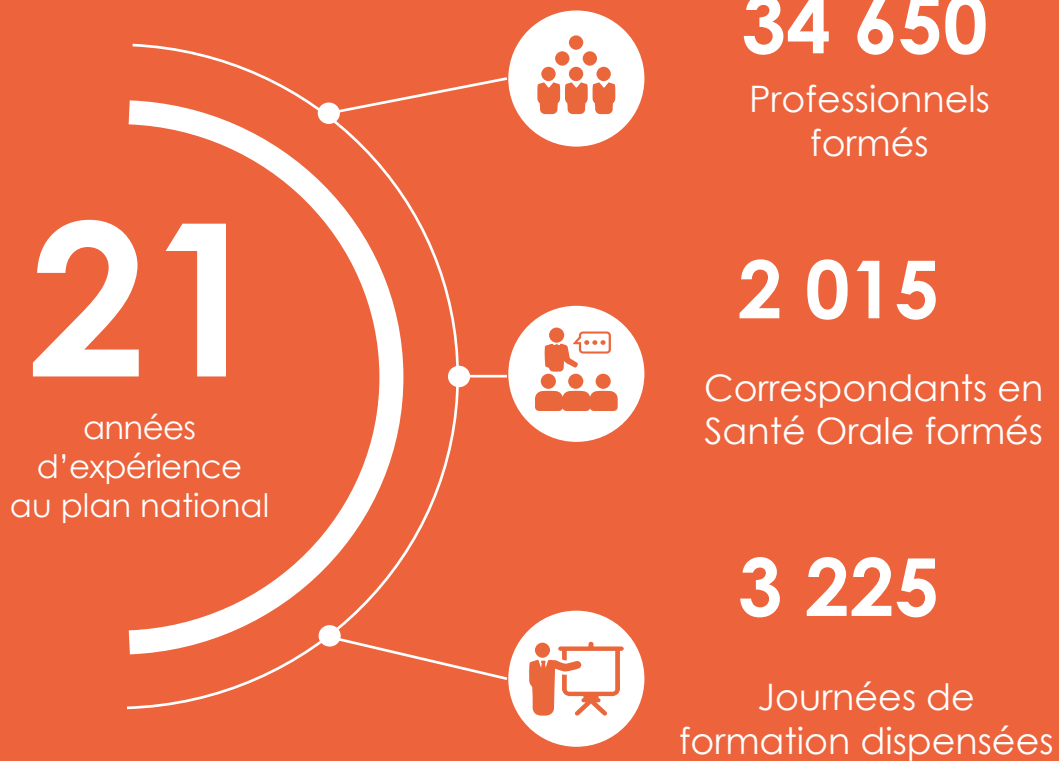 21
années
d’expérience
au plan national
34 650
Professionnels
formés
2 015
Correspondants en
Santé Orale formés
3 225
Journées de
formation dispensées